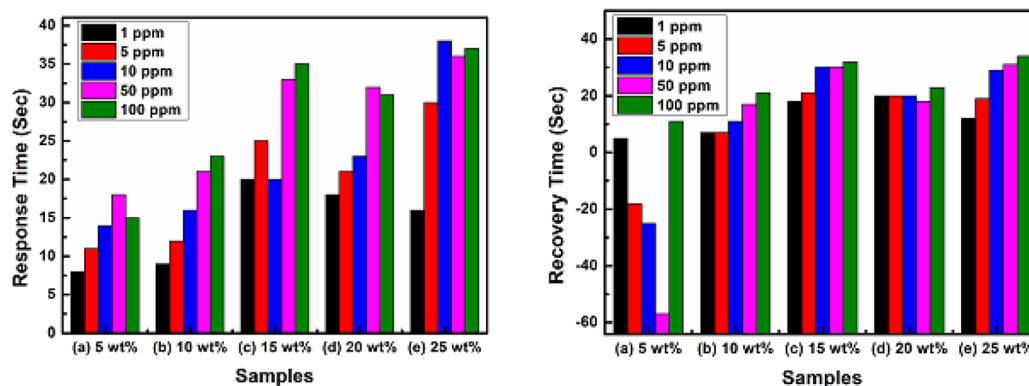 40
35
30
25
20
15
10
5
0
Response Time (Sec)
1 ppm
5 ppm
10 ppm
50 ppm
100 ppm
(a) 5 wt% (b) 10 wt% (c) 15 wt% (d) 20 wt% (e) 25 wt%
Samples
40
20
0
-20
-40
-60
Recovery Time (Sec)
1 ppm
5 ppm
10 ppm
50 ppm
100 ppm
(a) 5 wt% (b) 10 wt% (c) 15 wt% (d) 20 wt% (e) 25 wt%
Samples